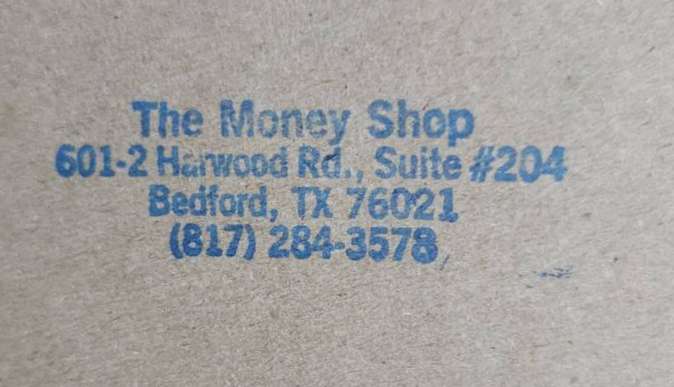 The Money Shop
601-2 Harwood Rd., Suite #204
Bedford, TX 76021
(817) 284-3578